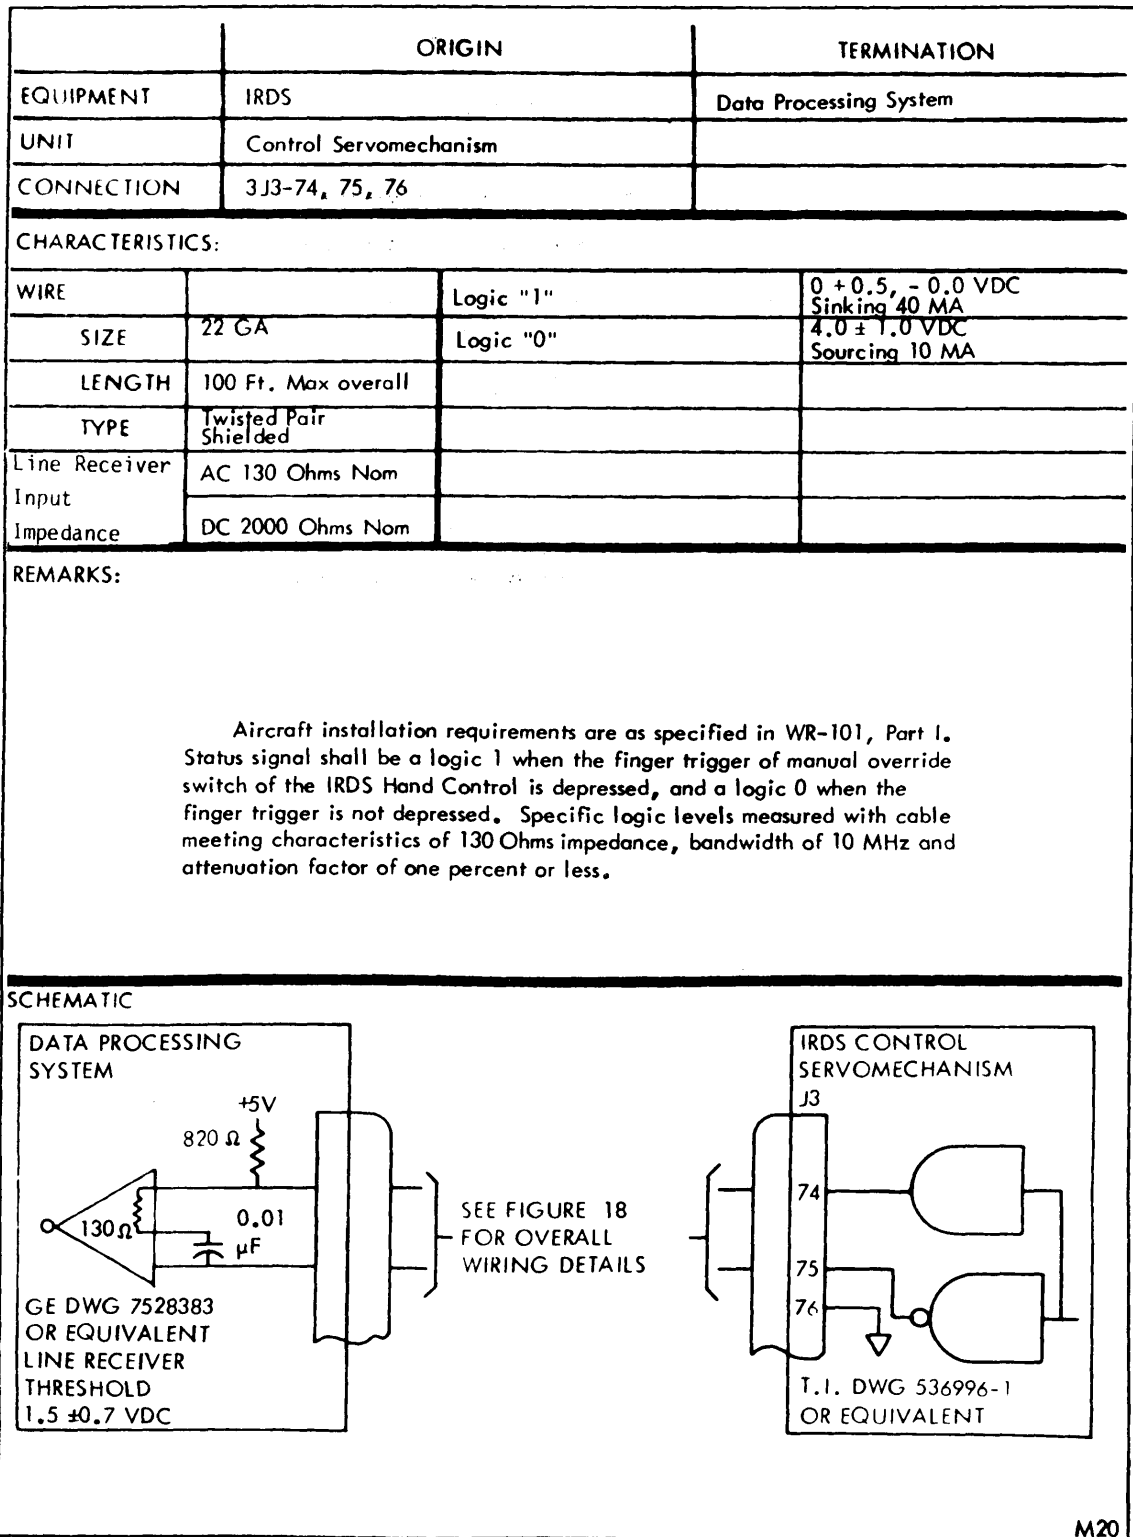 ORIGIN TERMINATION
EQUIPMENT IRDS Data Processing System
UNIT Control Servomechanism
CONNECTION 3J3-74, 75, 76
CHARACTERISTICS:
WIRE Logic "1" 0 +0.5, - 0.0 VDC
Sinking 40 MA
SIZE 22 GA Logic "0" 4.0 ± 1.0 VDC
Sourcing 10 MA
LENGTH 100 Ft. Max overall
TYPE Twisted Pair
Shielded
Line Receiver AC 130 Ohms Nom
Input
Impedance DC 2000 Ohms Nom
REMARKS:
Aircraft installation requirements are as specified in WR-101, Part I.
Status signal shall be a logic 1 when the finger trigger of manual override
switch of the IRDS Hand Control is depressed, and a logic 0 when the
finger trigger is not depressed. Specific logic levels measured with cable
meeting characteristics of 130 Ohms impedance, bandwidth of 10 MHz and
attenuation factor of one percent or less.
SCHEMATIC
DATA PROCESSING
SYSTEM
+5V
820 Ω
130Ω
0.01
µF
GE DWG 7528383
OR EQUIVALENT
LINE RECEIVER
THRESHOLD
1.5 ±0.7 VDC
SEE FIGURE 18
FOR OVERALL
WIRING DETAILS
IRDS CONTROL
SERVOMECHANISM
J3
74
75
76
T.I. DWG 536996-1
OR EQUIVALENT
M20